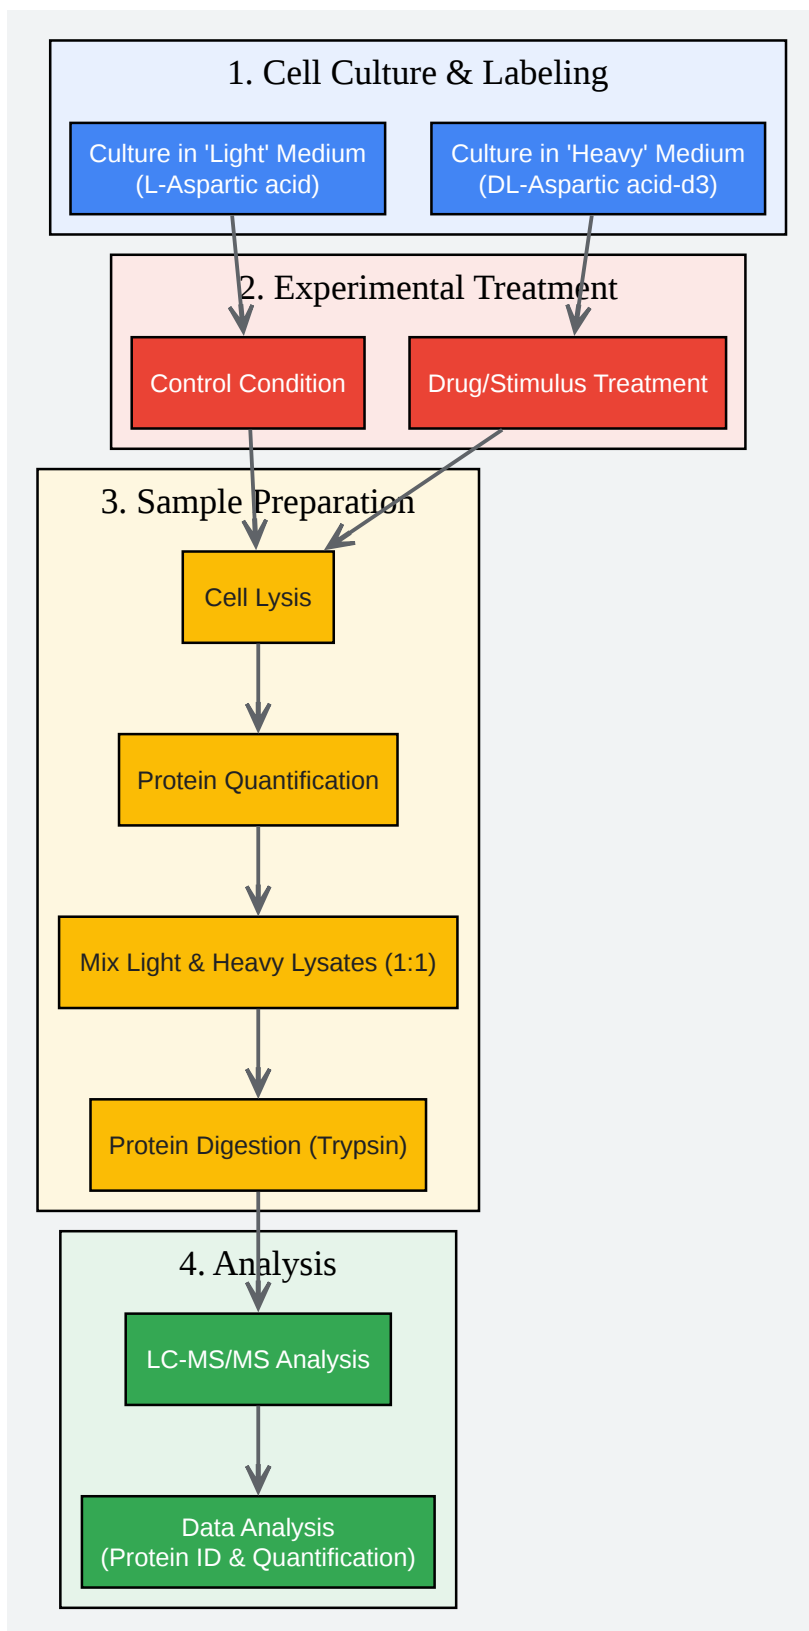 1. Cell Culture & Labeling
Culture in 'Light' Medium
(L-Aspartic acid)
Culture in 'Heavy' Medium
(DL-Aspartic acid-d3)
2. Experimental Treatment
Control Condition
Drug/Stimulus Treatment
3. Sample Preparation
Cell Lysis
Protein Quantification
Mix Light & Heavy Lysates (1:1)
Protein Digestion (Trypsin)
4. Analysis
LC-MS/MS Analysis
Data Analysis
(Protein ID & Quantification)